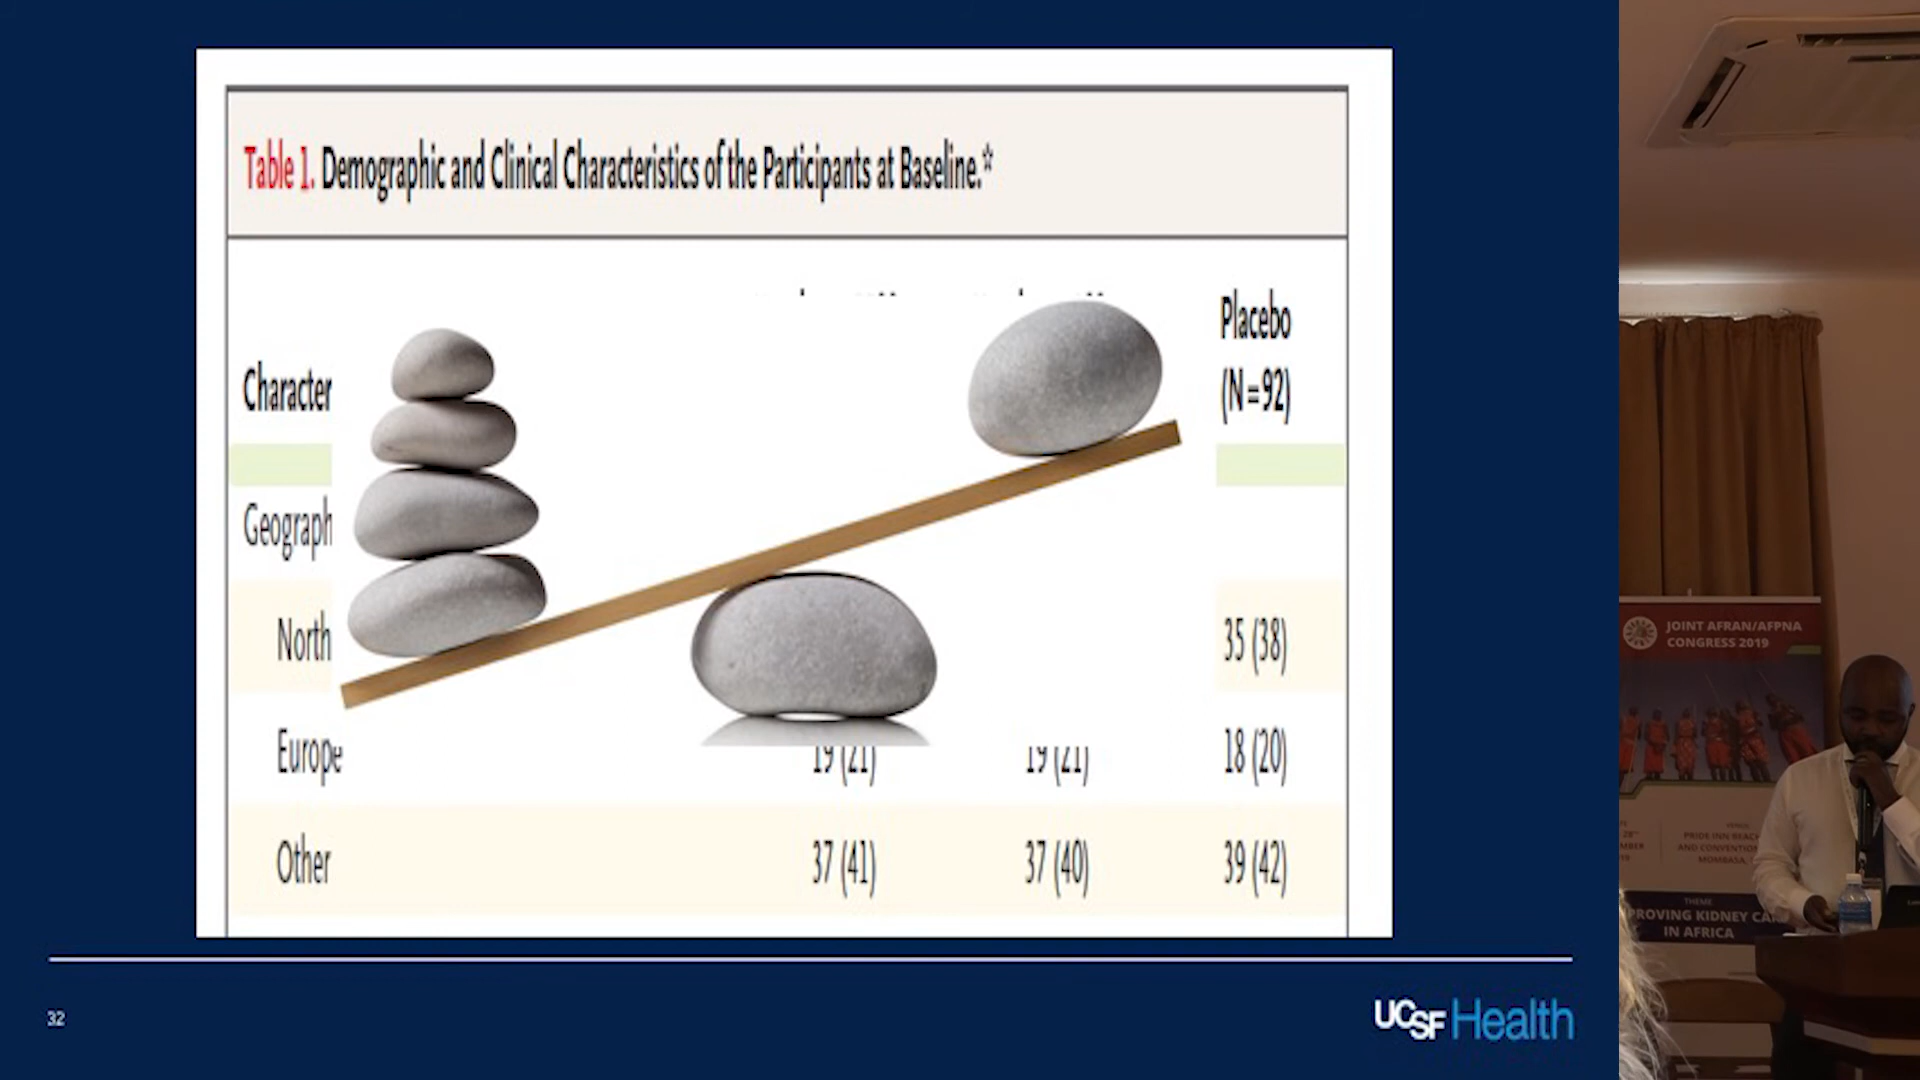 Table 1. Demographic and Clinical Characteristics of the Participants at Baseline.*
Placebo
(N=92)
Character
Geograph
North
35 (38)
Europe
19 (21)
19 (21)
18 (20)
Other
37 (41)
37 (40)
39 (42)
32
UCSF Health
JOINT AFRAN/AFPNA
CONGRESS 2019
PRIDE INN BEACH
AND CONVENTION
MOMBASA,
THEME
PROVING KIDNEY CA
IN AFRICA